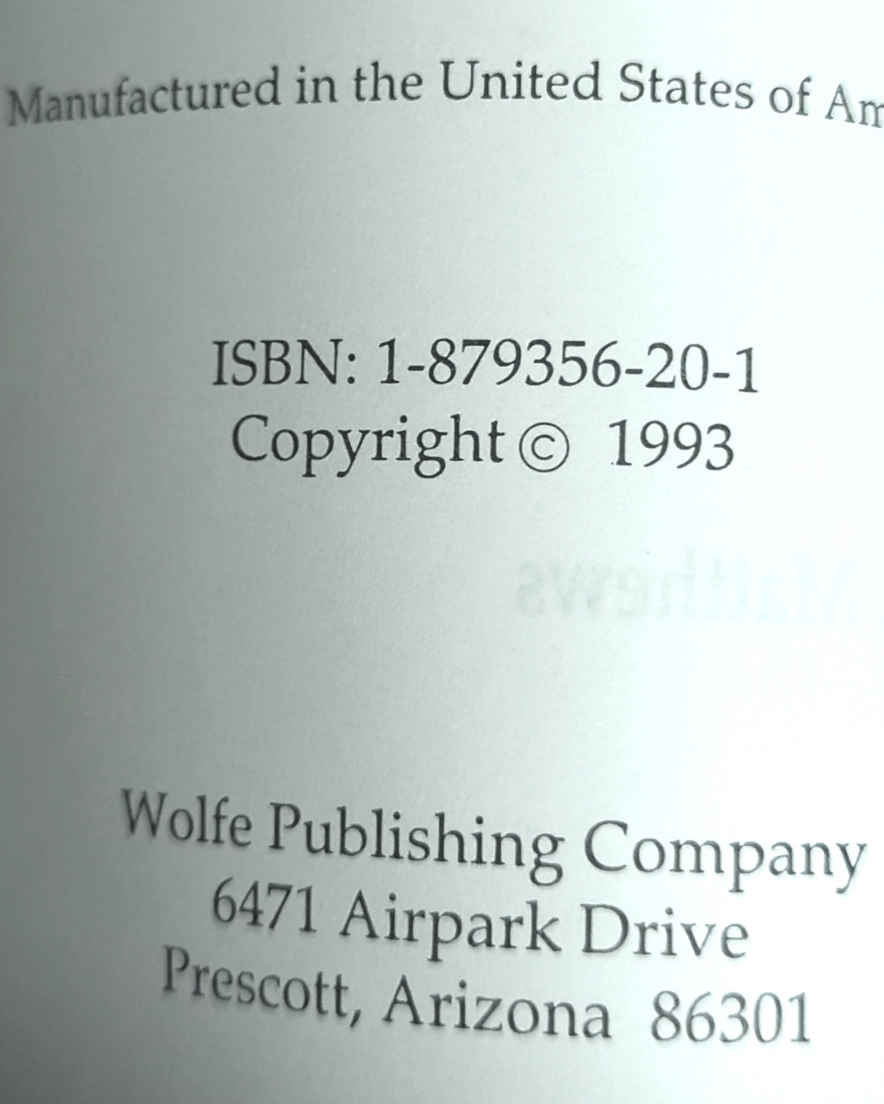 Manufactured in the United States of Am
ISBN: 1-879356-20-1
Copyright © 1993
Matthews
Wolfe Publishing Company
6471 Airpark Drive
Prescott, Arizona 86301